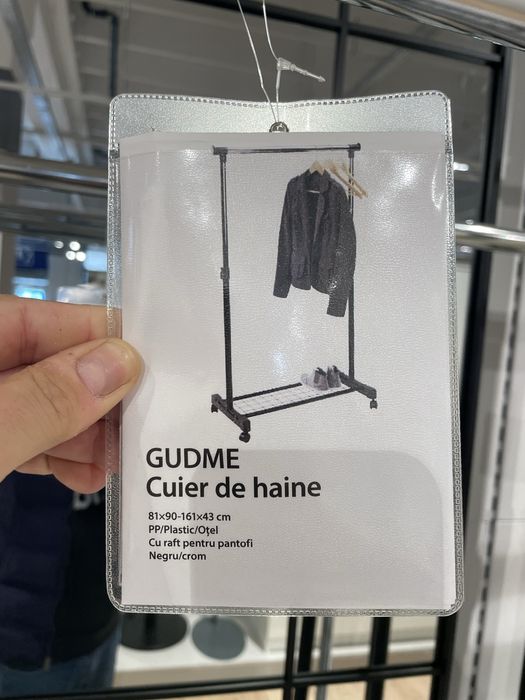 GUDME
Cuier de haine
81×90-161×43 cm
PP/Plastic/Oțel
Cu raft pentru pantofi
Negru/crom